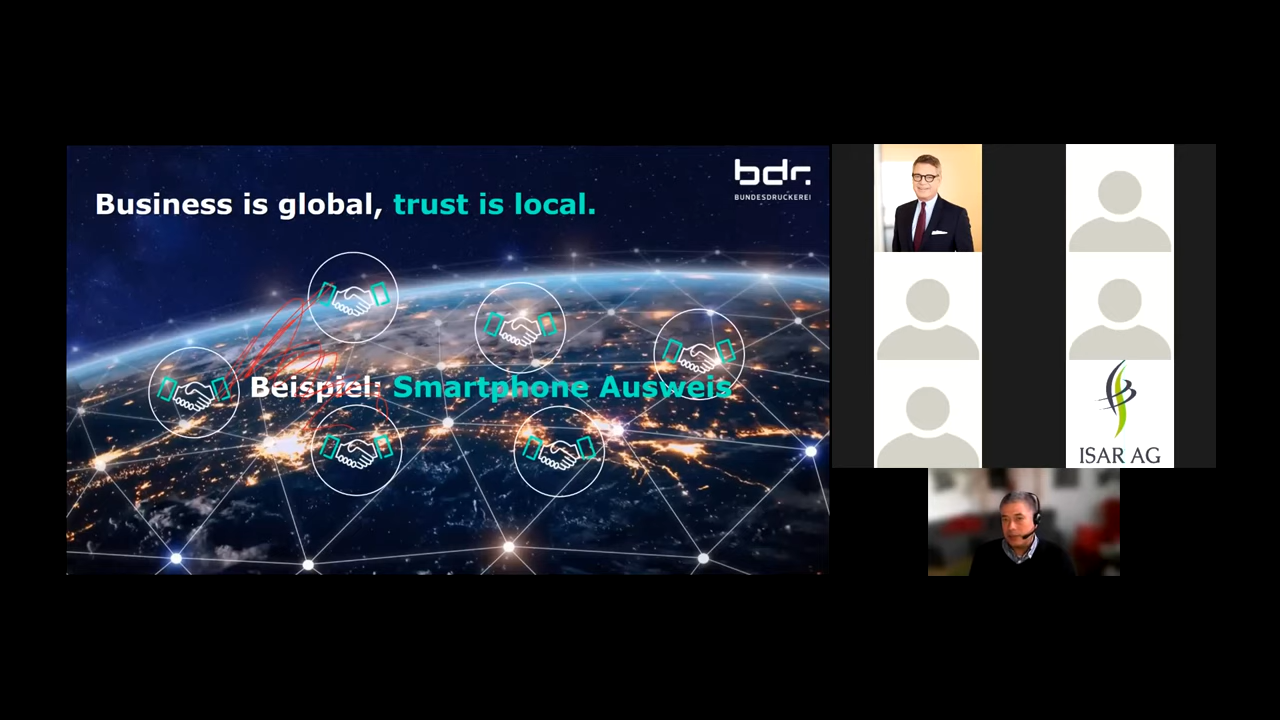 Business is global, trust is local.
bdr.
BUNDESDRUCKEREI
Beispiel: Smartphone Ausweis
ISAR AG